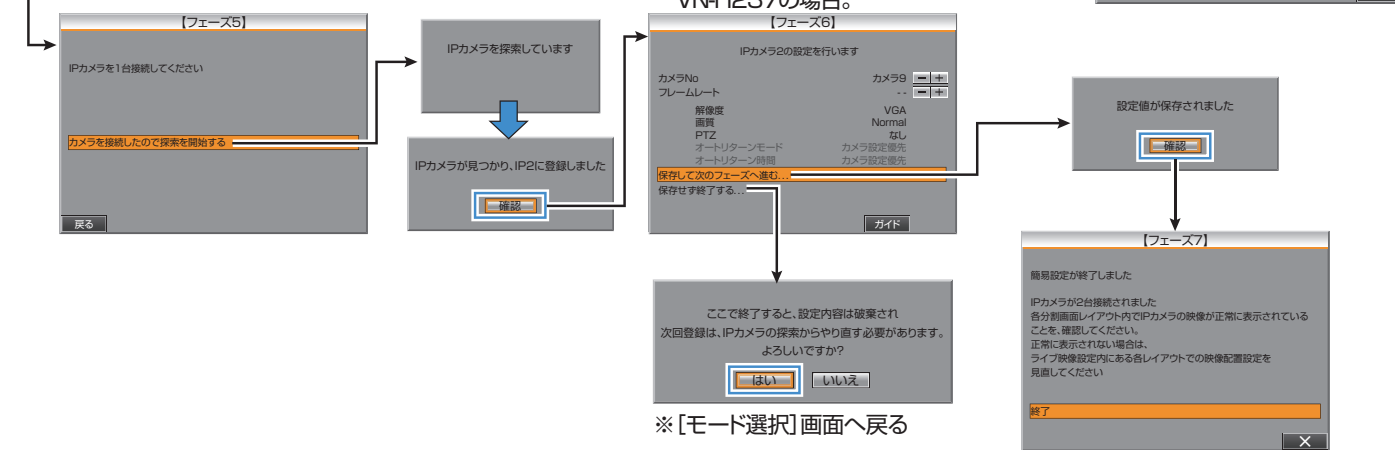 VN-H237の場合。
【フェーズ5】
IPカメラを1台接続してください
カメラを接続したので探索を開始する
戻る
IPカメラを探索しています
IPカメラが見つかり、IP2に登録しました
確認
【フェーズ6】
IPカメラ2の設定を行います
カメラNo カメラ9 － ＋
フレームレート - - － ＋
解像度 VGA
画質 Normal
PTZ なし
オートリターンモード カメラ設定優先
オートリターン時間 カメラ設定優先
保存して次のフェーズへ進む...
保存せず終了する...
ガイド
ここで終了すると、設定内容は破棄され
次回登録は、IPカメラの探索からやり直す必要があります。
よろしいですか?
はい いいえ
※[モード選択]画面へ戻る
設定値が保存されました
確認
【フェーズ7】
簡易設定が終了しました
IPカメラが2台接続されました
各分割画面レイアウト内でIPカメラの映像が正常に表示されている
ことを、確認してください。
正常に表示されない場合は、
ライブ映像設定内にある各レイアウトでの映像配置設定を
見直してください
終了
X